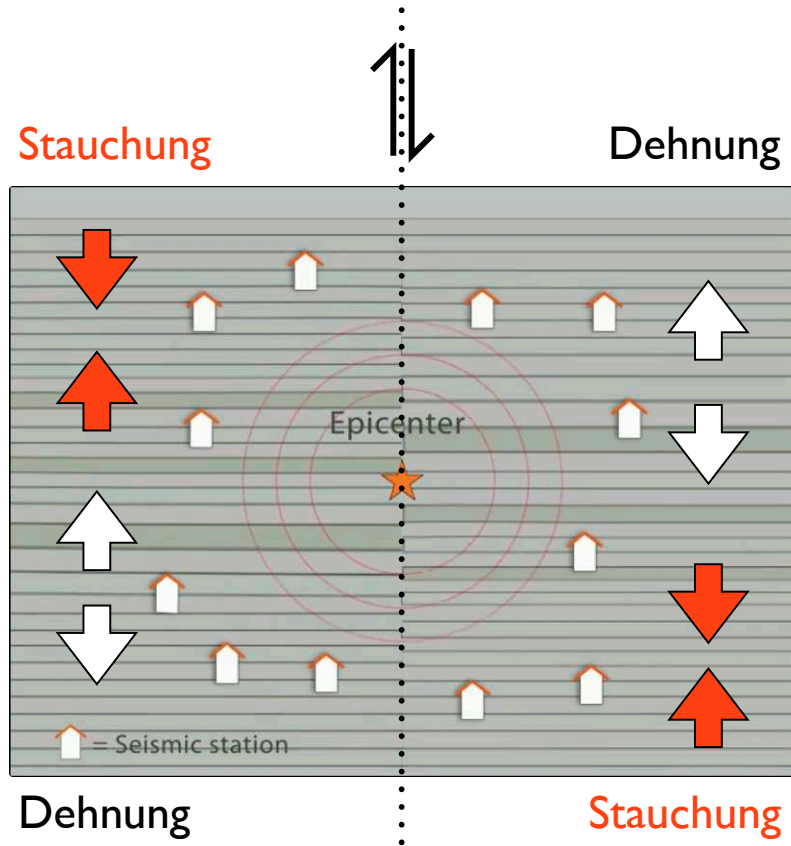 Stauchung
Dehnung
Epicenter
= Seismic station
Dehnung
Stauchung